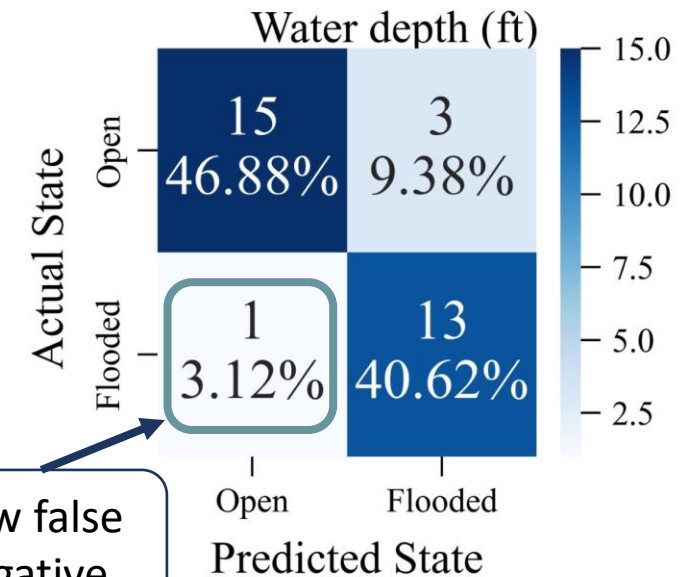 Water depth (ft)
15
46.88%
3
9.38%
1
3.12%
13
40.62%
Actual State
Open
Flooded
Open
Flooded
Predicted State
15.0
12.5
10.0
7.5
5.0
2.5
false